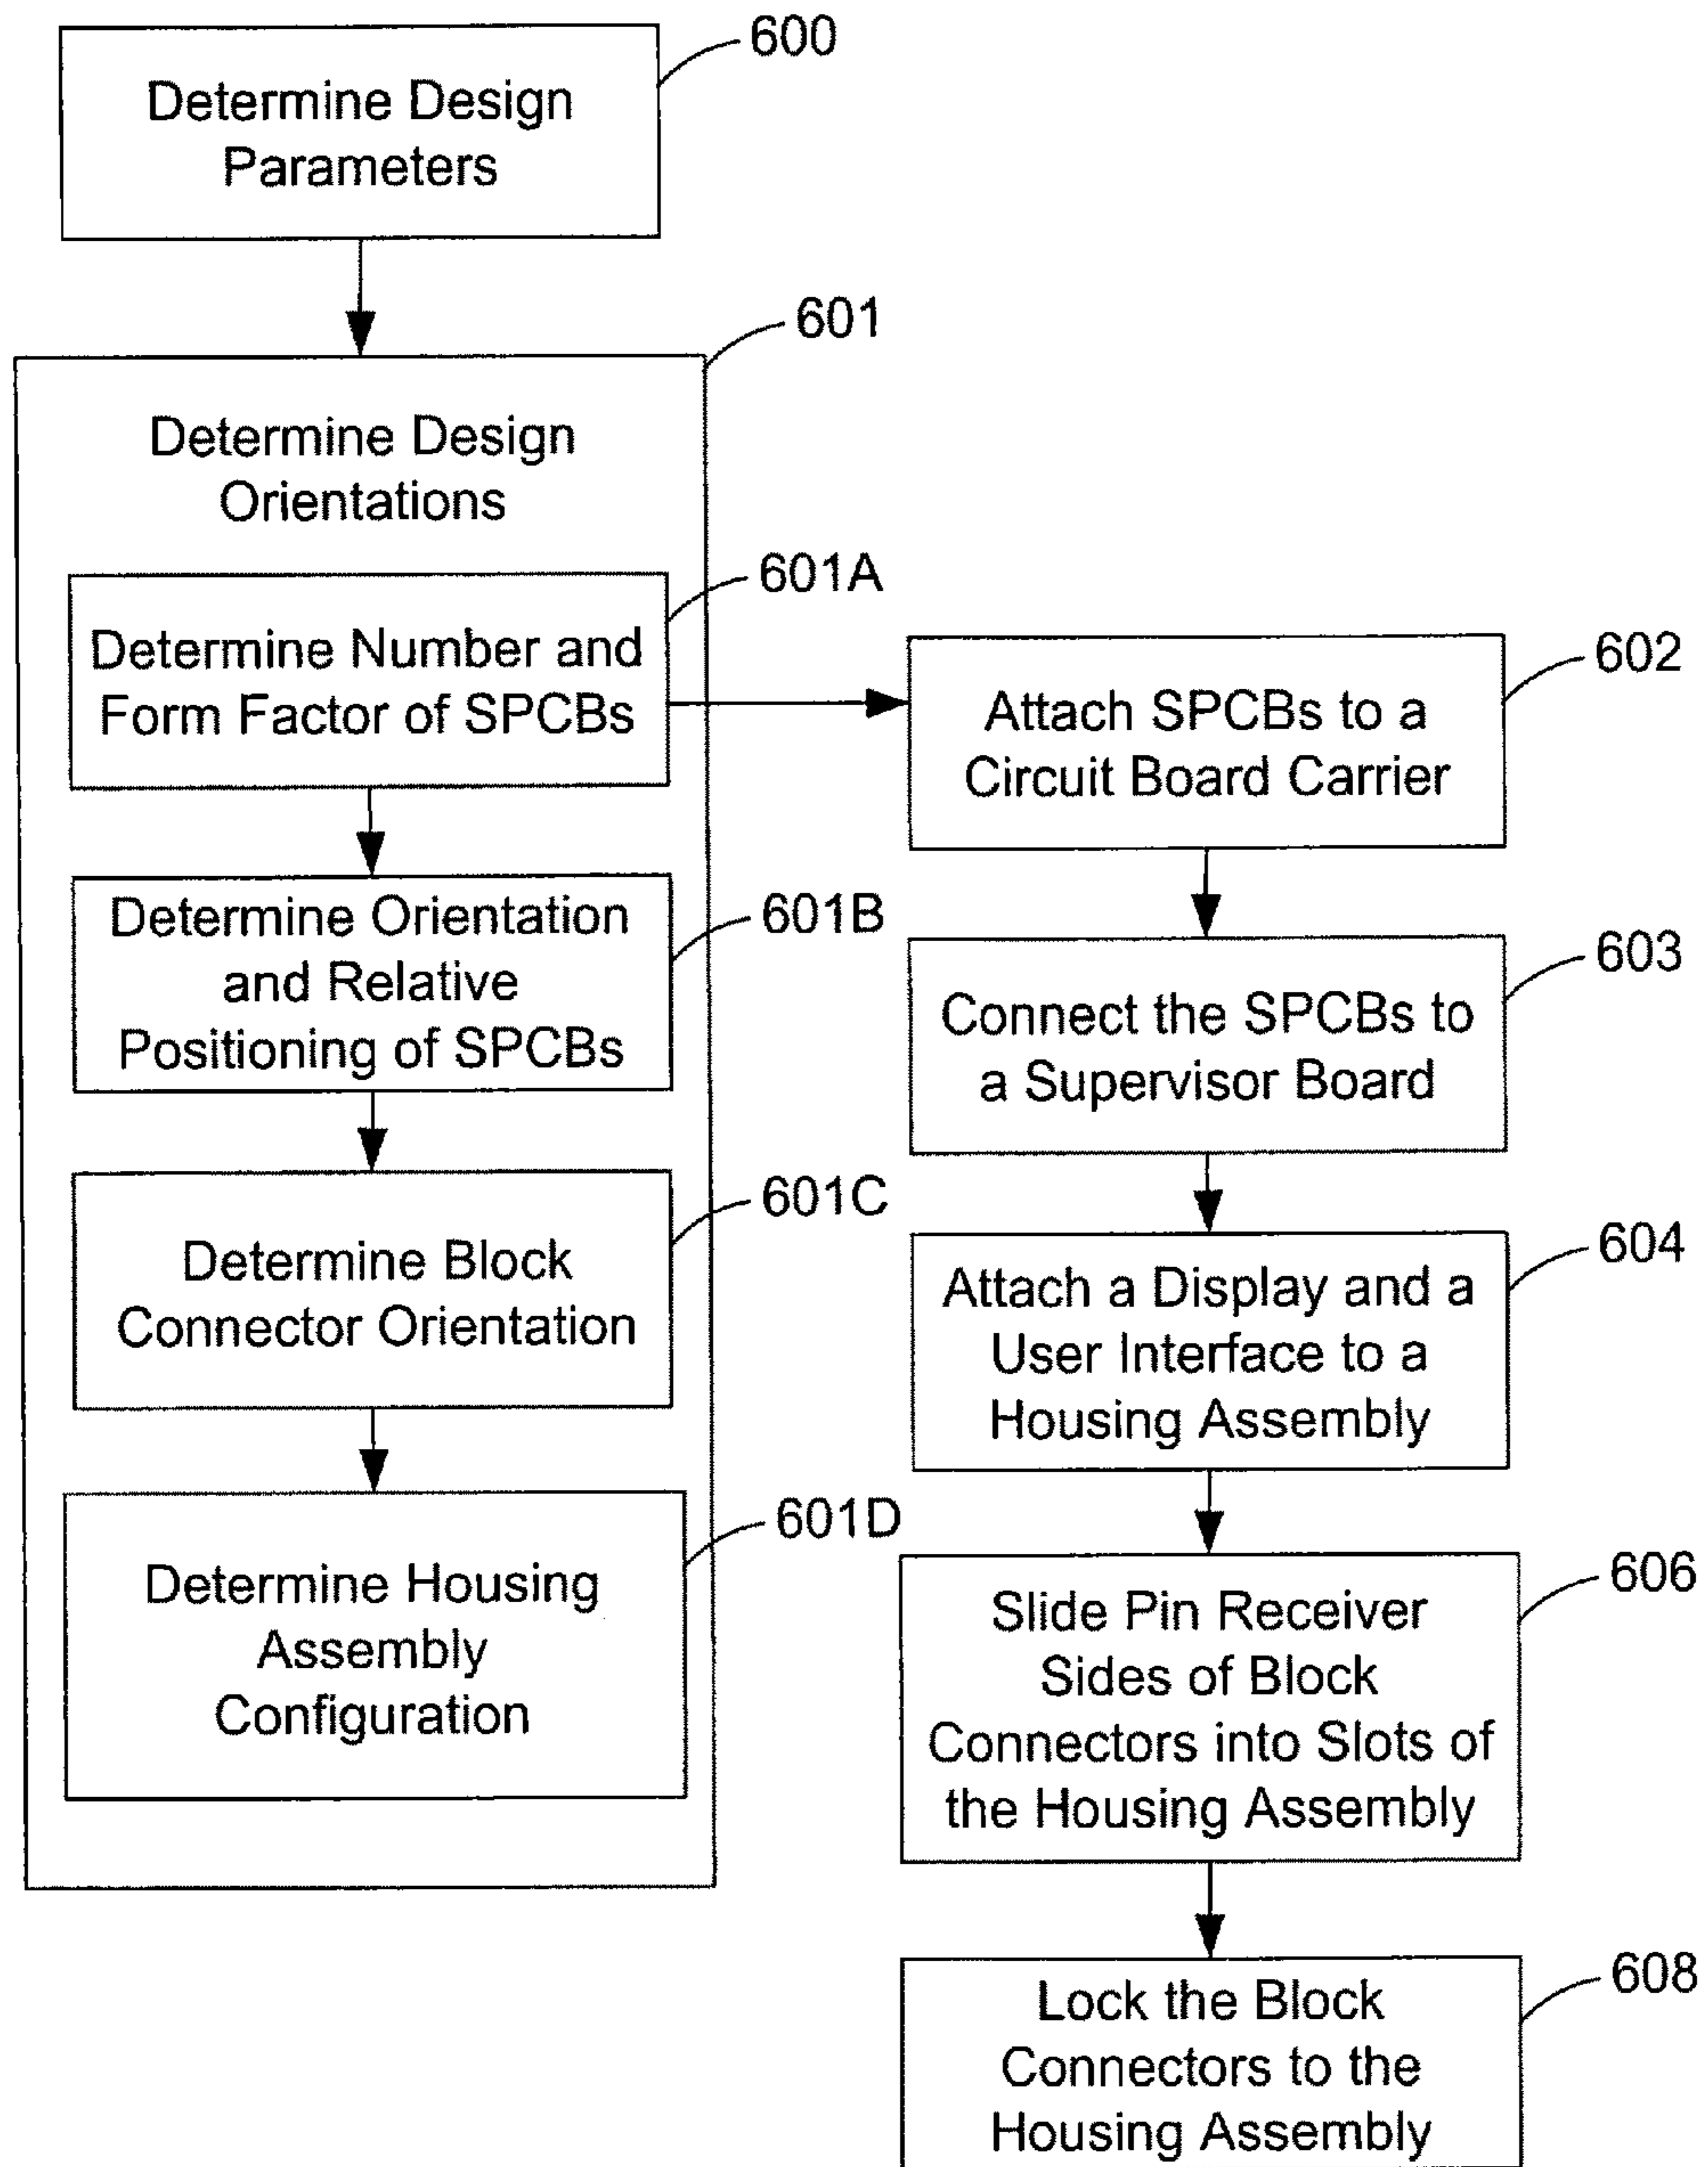 600
Determine Design
Parameters
601
Determine Design
Orientations
601A
Determine Number and
Form Factor of SPCBs
601B
Determine Orientation
and Relative
Positioning of SPCBs
601C
Determine Block
Connector Orientation
601D
Determine Housing
Assembly
Configuration
602
Attach SPCBs to a
Circuit Board Carrier
603
Connect the SPCBs to
a Supervisor Board
604
Attach a Display and a
User Interface to a
Housing Assembly
606
Slide Pin Receiver
Sides of Block
Connectors into Slots of
the Housing Assembly
608
Lock the Block
Connectors to the
Housing Assembly